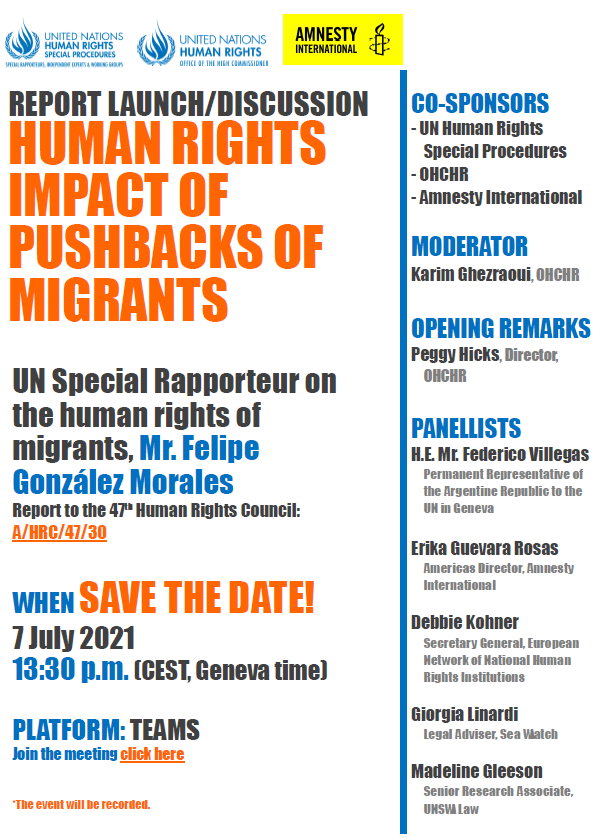 UNITED NATIONS
HUMAN RIGHTS
SPECIAL PROCEDURES
SPECIAL RAPPORTEURS, INDEPENDENT EXPERTS & WORKING GROUPS
UNITED NATIONS
HUMAN RIGHTS
OFFICE OF THE HIGH COMMISSIONER
AMNESTY
INTERNATIONAL
REPORT LAUNCH/DISCUSSION
HUMAN RIGHTS
IMPACT OF
PUSHBACKS OF
MIGRANTS
UN Special Rapporteur on
the human rights of
migrants, Mr. Felipe
González Morales
Report to the 47th Human Rights Council:
A/HRC/47/30
WHEN SAVE THE DATE!
7 July 2021
13:30 p.m. (CEST, Geneva time)
PLATFORM: TEAMS
Join the meeting click here
*The event will be recorded.
CO-SPONSORS
- UN Human Rights
Special Procedures
- OHCHR
- Amnesty International
MODERATOR
Karim Ghezraoui, OHCHR
OPENING REMARKS
Peggy Hicks, Director,
OHCHR
PANELLISTS
H.E. Mr. Federico Villegas
Permanent Representative of
the Argentine Republic to the
UN in Geneva
Erika Guevara Rosas
Americas Director, Amnesty
International
Debbie Kohner
Secretary General, European
Network of National Human
Rights Institutions
Giorgia Linardi
Legal Adviser, Sea Watch
Madeline Gleeson
Senior Research Associate,
UNSW Law